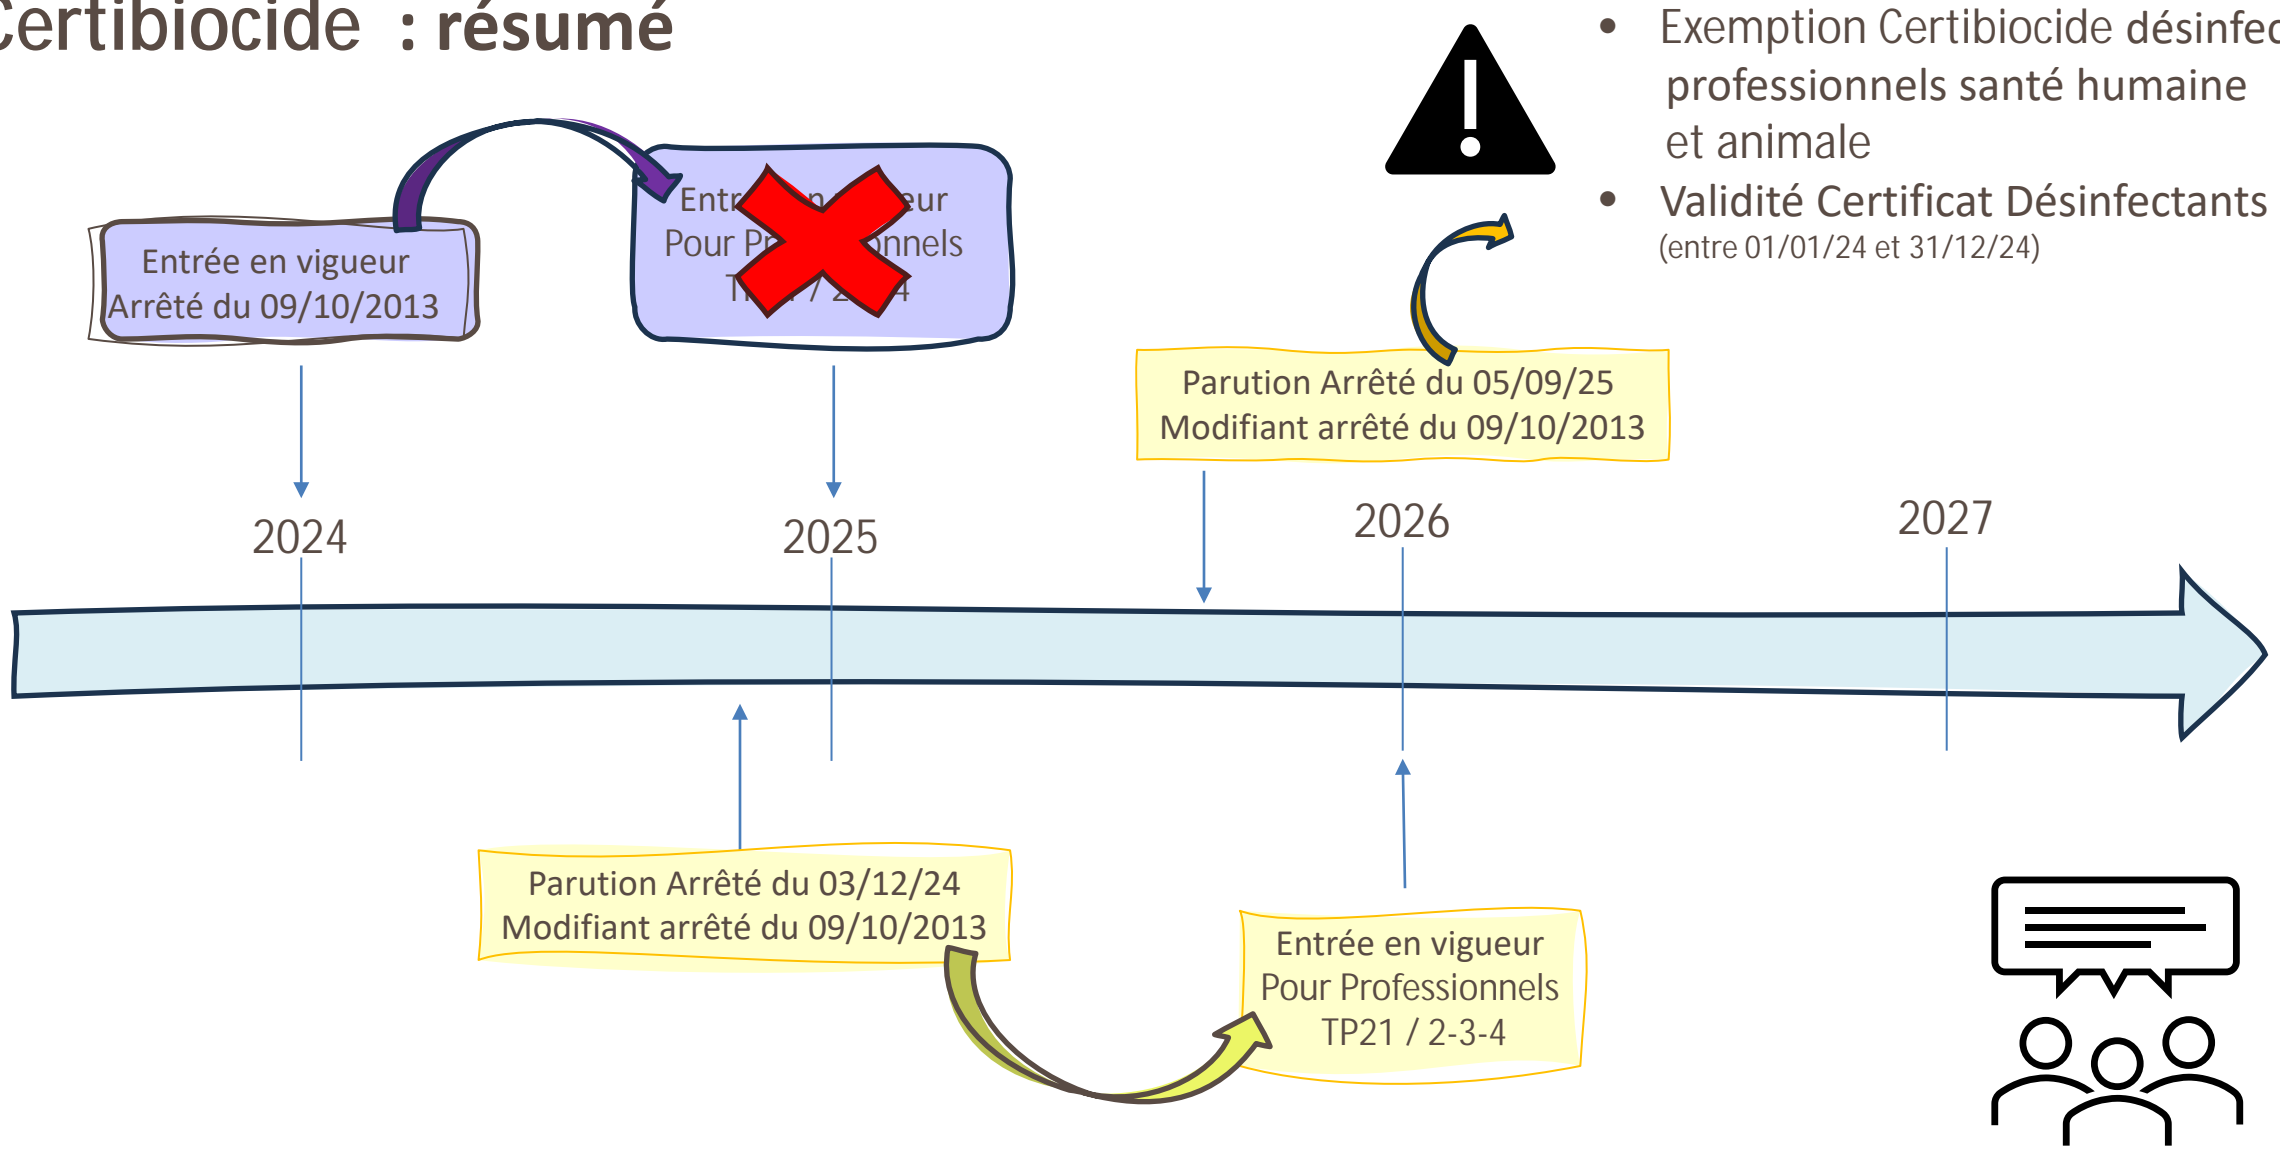 Certibiocide : résumé
• Exemption Certibiocide désinfec
professionnels santé humaine
et animale
• Validité Certificat Désinfectants
(entre 01/01/24 et 31/12/24)
Entrée en vigueur
Arrêté du 09/10/2013
Pour
Parution Arrêté du 05/09/25
Modifiant arrêté du 09/10/2013
2024
2025
2026
2027
Parution Arrêté du 03/12/24
Modifiant arrêté du 09/10/2013
Entrée en vigueur
Pour Professionnels
TP21 / 2-3-4